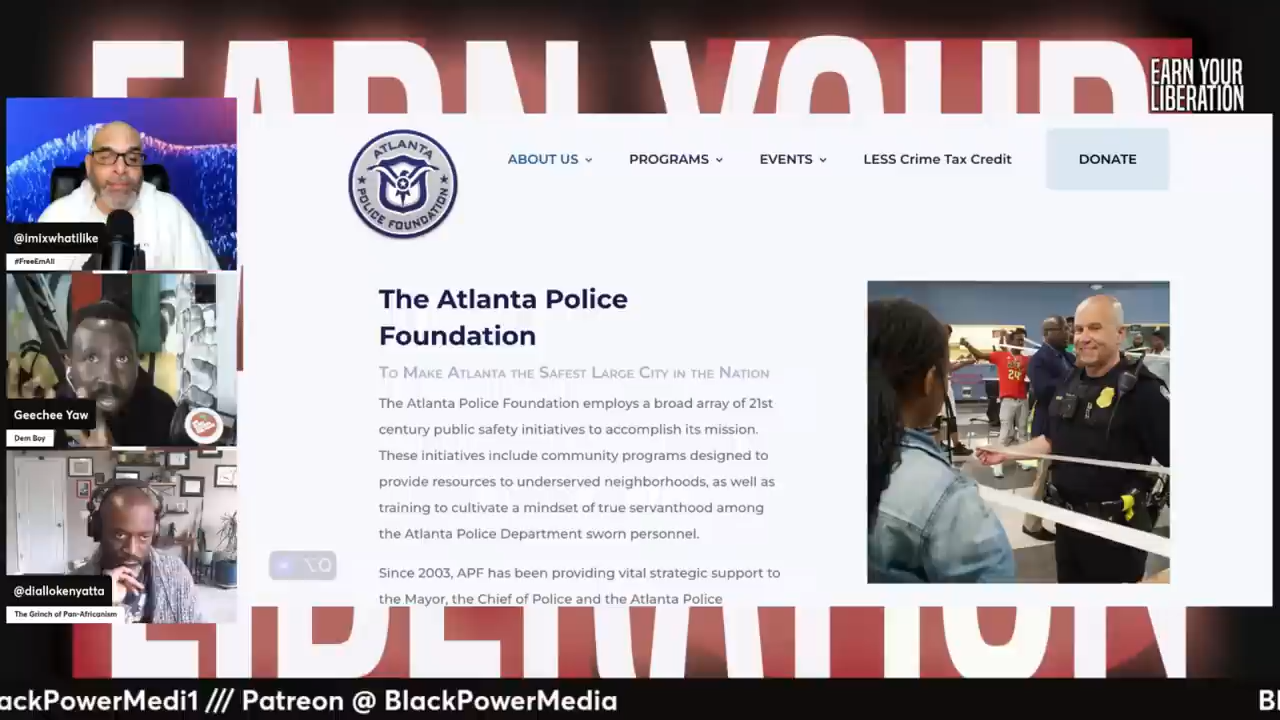 EARN YOUR
EARN YOUR
LIBERATION
@imixwhatilike
#FreeEmAll
Geechee Yaw
Dem Boy
@diallokenyatta
The Grinch of Pan-Africanism
ATLANTA
POLICE FOUNDATION
ABOUT US
PROGRAMS
EVENTS
LESS Crime Tax Credit
DONATE
The Atlanta Police
Foundation
To Make Atlanta the Safest Large City in the Nation
The Atlanta Police Foundation employs a broad array of 21st
century public safety initiatives to accomplish its mission.
These initiatives include community programs designed to
provide resources to underserved neighborhoods, as well as
training to cultivate a mindset of true servanthood among
the Atlanta Police Department sworn personnel.
Since 2003, APF has been providing vital strategic support to
the Mayor, the Chief of Police and the Atlanta Police
24
⌥Q
LIBERATION
ackPowerMedi1 /// Patreon @ BlackPowerMedia
Bl